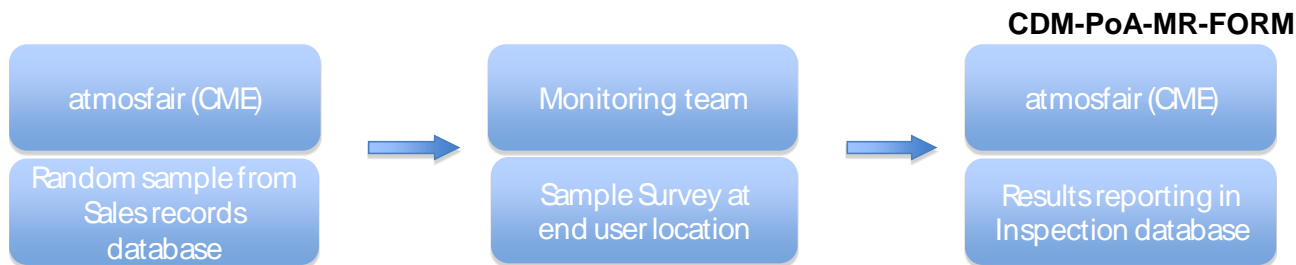 CDM-PoA-MR-FORM
atmosfair (CME)
Random sample from
Sales records
database
Monitoring team
Sample Survey at
end user location
atmosfair (CME)
Results reporting in
Inspection database